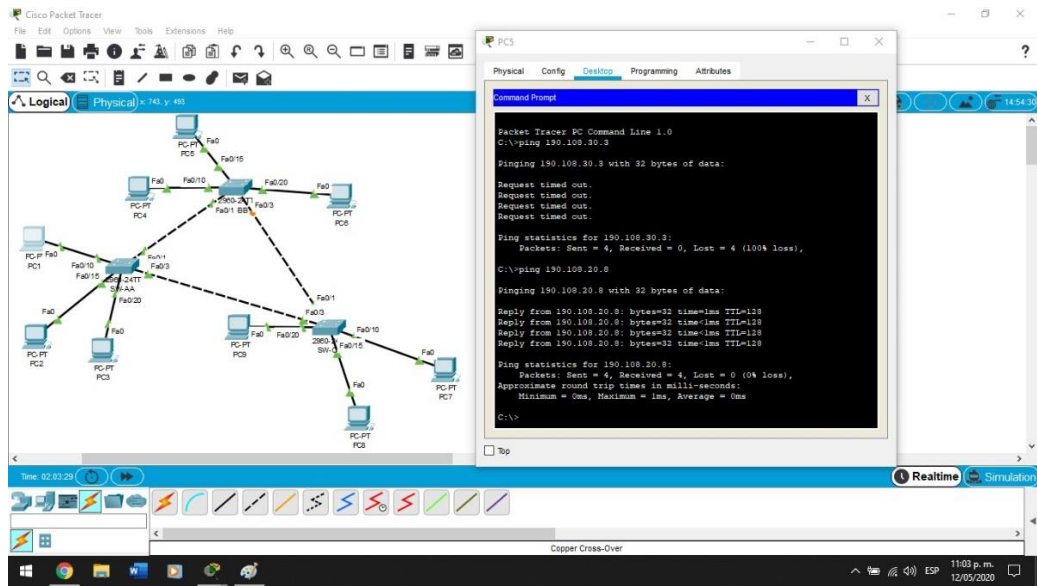 Cisco Packet Tracer
File Edit Options View Tools Extensions Help
?
Logical Physical x: 743, y: 493
14:54:30
PC5
Physical Config Desktop Programming Attributes
Command Prompt
X
Packet Tracer PC Command Line 1.0
C:\>ping 190.108.30.3
Pinging 190.108.30.3 with 32 bytes of data:
Request timed out.
Request timed out.
Request timed out.
Request timed out.
Ping statistics for 190.108.30.3:
Packets: Sent = 4, Received = 0, Lost = 4 (100% loss),
C:\>ping 190.108.20.8
Pinging 190.108.20.8 with 32 bytes of data:
Reply from 190.108.20.8: bytes=32 time=1ms TTL=128
Reply from 190.108.20.8: bytes=32 time<1ms TTL=128
Reply from 190.108.20.8: bytes=32 time<1ms TTL=128
Reply from 190.108.20.8: bytes=32 time<1ms TTL=128
Ping statistics for 190.108.20.8:
Packets: Sent = 4, Received = 4, Lost = 0 (0% loss),
Approximate round trip times in milli-seconds:
Minimum = 0ms, Maximum = 1ms, Average = 0ms
C:\>
Top
PC-PT Fa0
PC5
Fa0/15
Fa0 Fa0/10 Fa0/20 Fa0
Fa0/3
Fa0/1 BB
PC-PT
PC4
PC-PT
PC6
Fa0
PC1
Fa0/10
Fa0/3
Fa0/15
2960-24TT
SW-AA
Fa0/20
Fa0
Fa0
PC-PT
PC2
PC-PT
PC3
Fa0/1
Fa0/3
Fa0/10
Fa0 Fa0/20
Fa0/15
PC-PT
PC9
Fa0
PC-PT
PC7
Fa0
PC-PT
PC8
Time: 02:03:29
Realtime Simulation
Copper Cross-Over
ESP
11:03 p. m.
12/05/2020